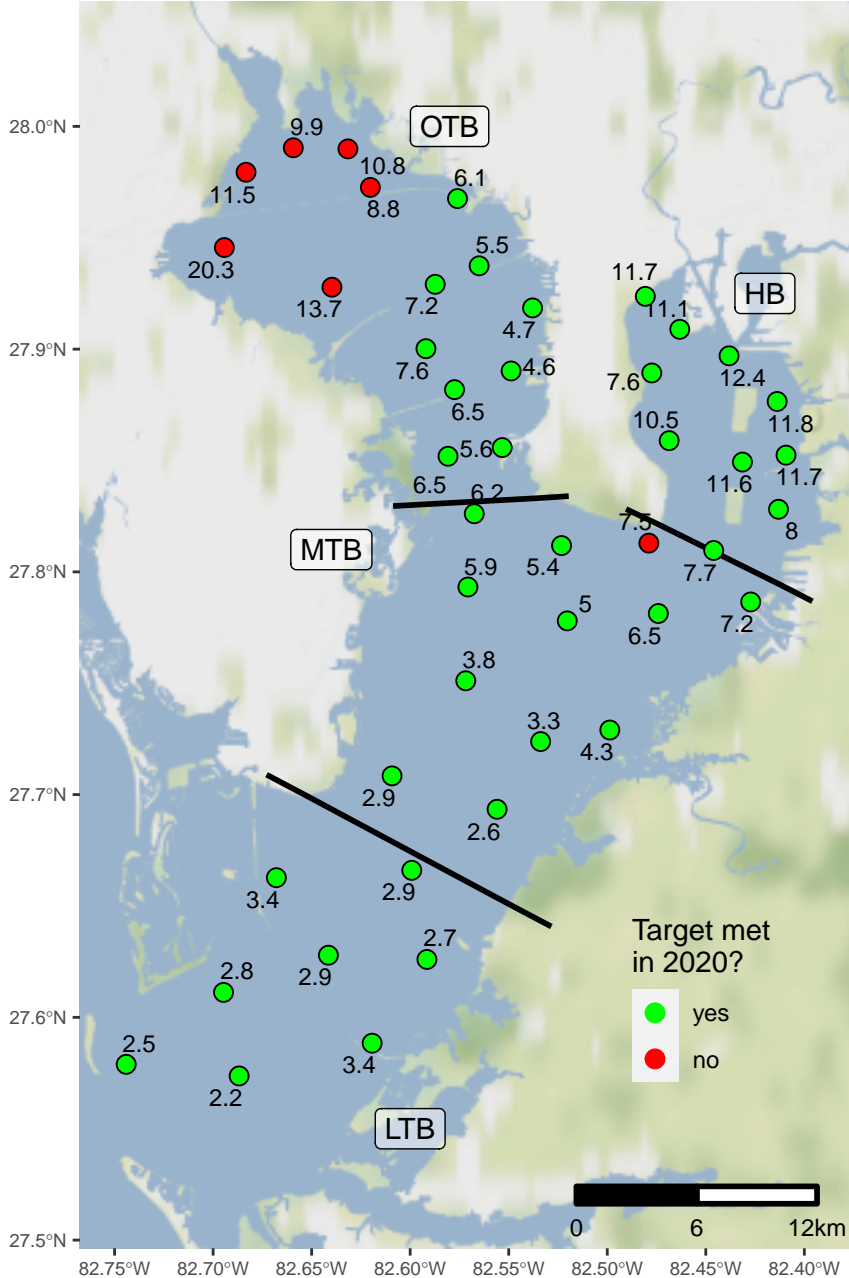 28.0°N
9.9
OTB
10.8
11.5
8.8
6.1
20.3
5.5
11.7
HB
13.7
7.2
4.7
11.1
27.9°N
7.6
4.6
7.6
12.4
6.5
11.8
10.5
5.6
11.6
11.7
6.5
6.2
7.5
8
MTB
5.4
7.7
27.8°N
5.9
5
6.5
7.2
3.8
3.3
4.3
27.7°N
2.9
2.6
3.4
2.9
2.7
2.9
2.8
Target met
in 2020?
yes
no
27.6°N
2.5
3.4
2.2
LTB
0
6
12km
27.5°N
82.75°W
82.70°W
82.65°W
82.60°W
82.55°W
82.50°W
82.45°W
82.40°W